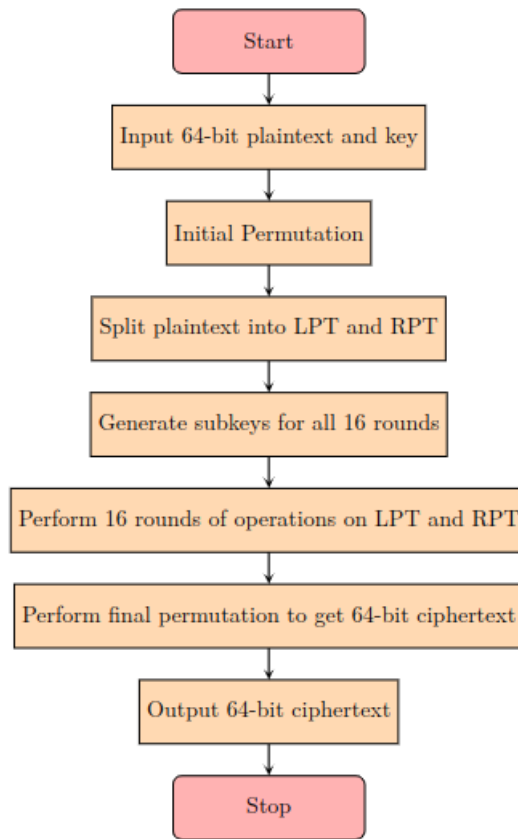 Start
Input 64-bit plaintext and key
Initial Permutation
Split plaintext into LPT and RPT
Generate subkeys for all 16 rounds
Perform 16 rounds of operations on LPT and RPT
Perform final permutation to get 64-bit ciphertext
Output 64-bit ciphertext
Stop